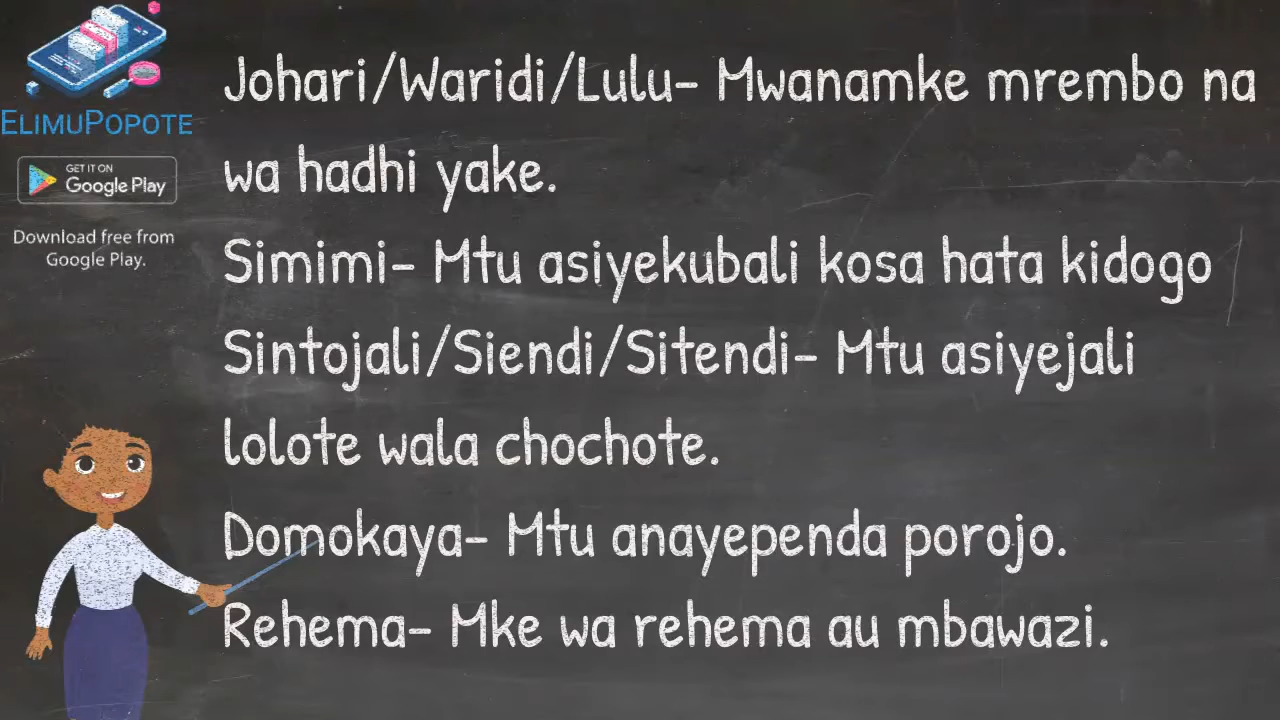 ELIMUPOPOTE
GET IT ON
Google Play
Download free from
Google Play.
Johari/Waridi/Lulu- Mwanamke mrembo na
wa hadhi yake.
Simimi- Mtu asiyekubali kosa hata kidogo
Sintojali/Siendi/Sitendi- Mtu asiyejali
lolote wala chochote.
Domokaya- Mtu anayependa porojo.
Rehema- Mke wa rehema au mbawazi.